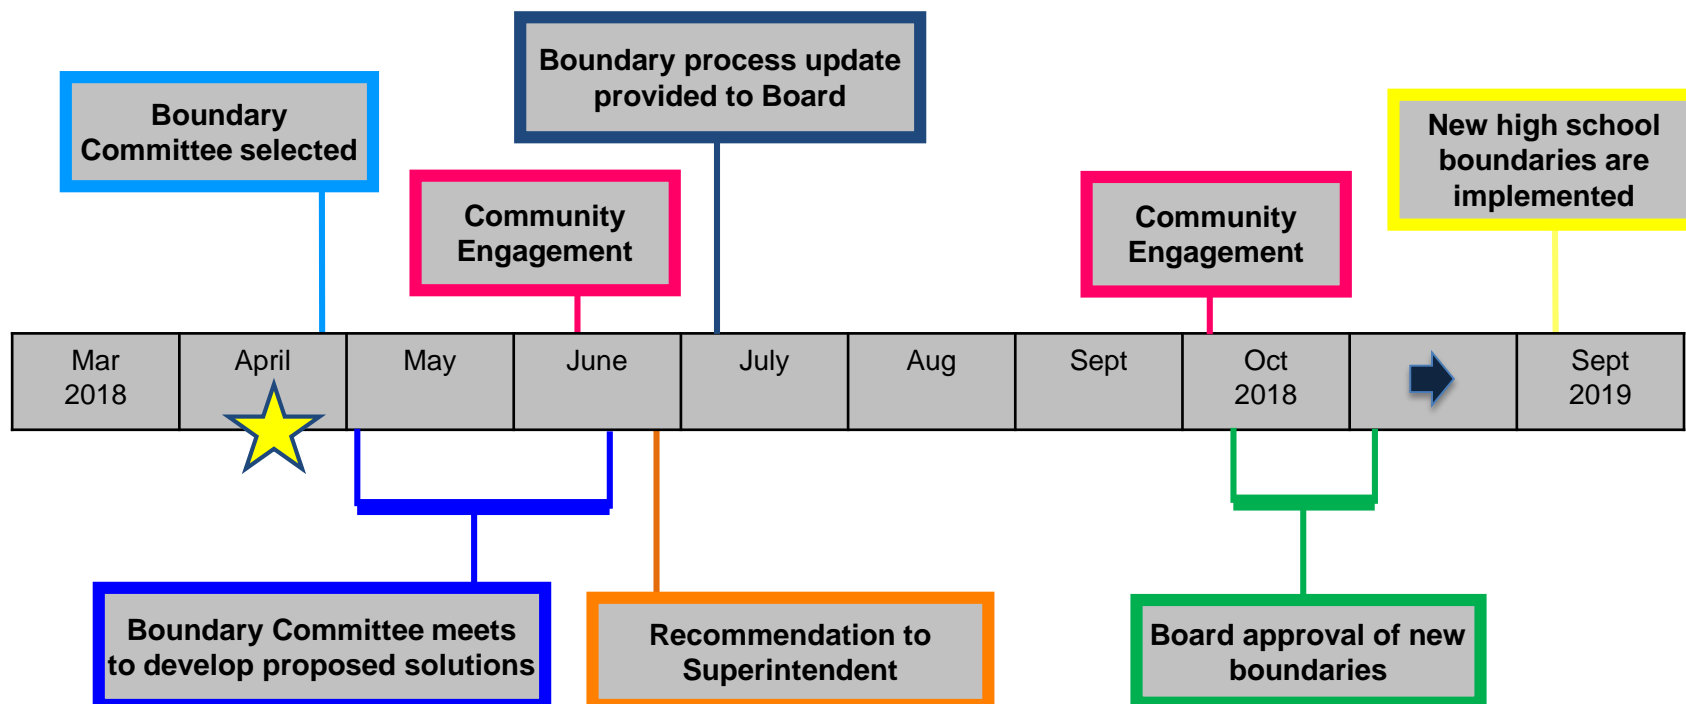 Boundary process update
provided to Board
Boundary
Committee selected
New high school
boundaries are
implemented
Community
Engagement
Community
Engagement
Mar
2018
April
May
June
July
Aug
Sept
Oct
2018
Sept
2019
Boundary Committee meets
to develop proposed solutions
Recommendation to
Superintendent
Board approval of new
boundaries